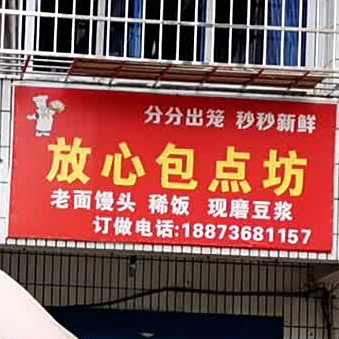 分分出笼 秒秒新鲜
放心包点坊
老面馒头 稀饭 现磨豆浆
订做电话:18873681157